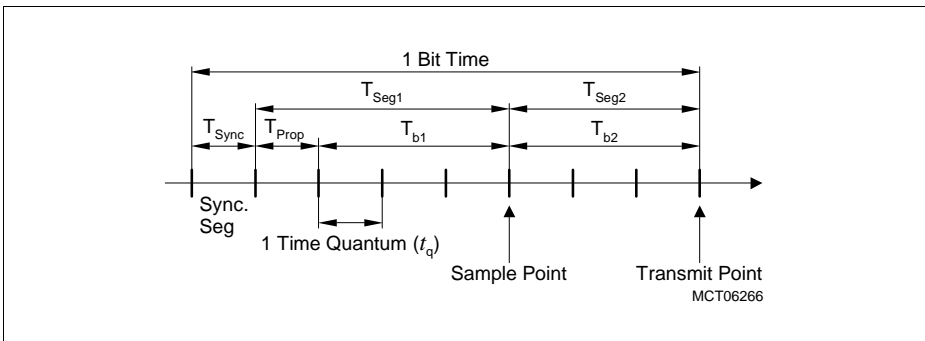 1 Bit Time
T_Seg1 T_Seg2
T_Sync T_Prop T_b1 T_b2
Sync.
Seg
1 Time Quantum (t_q)
Sample Point Transmit Point
MCT06266